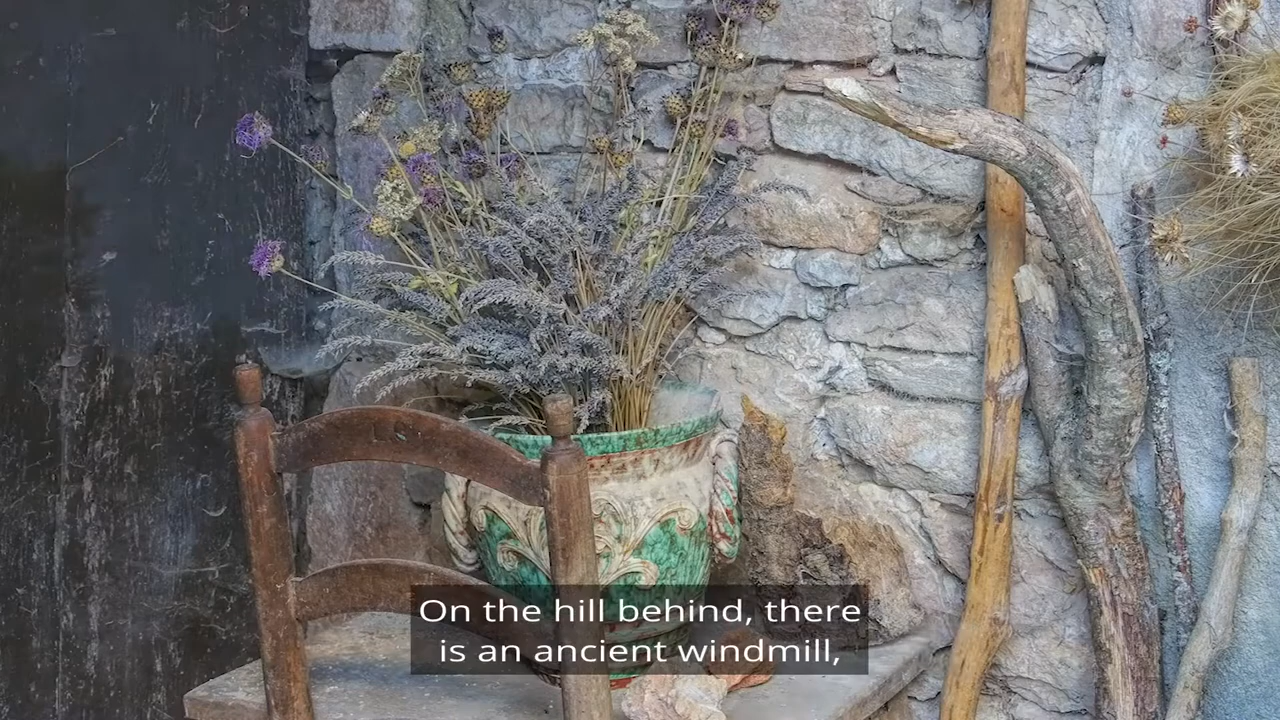 On the hill behind, there
is an ancient windmill,